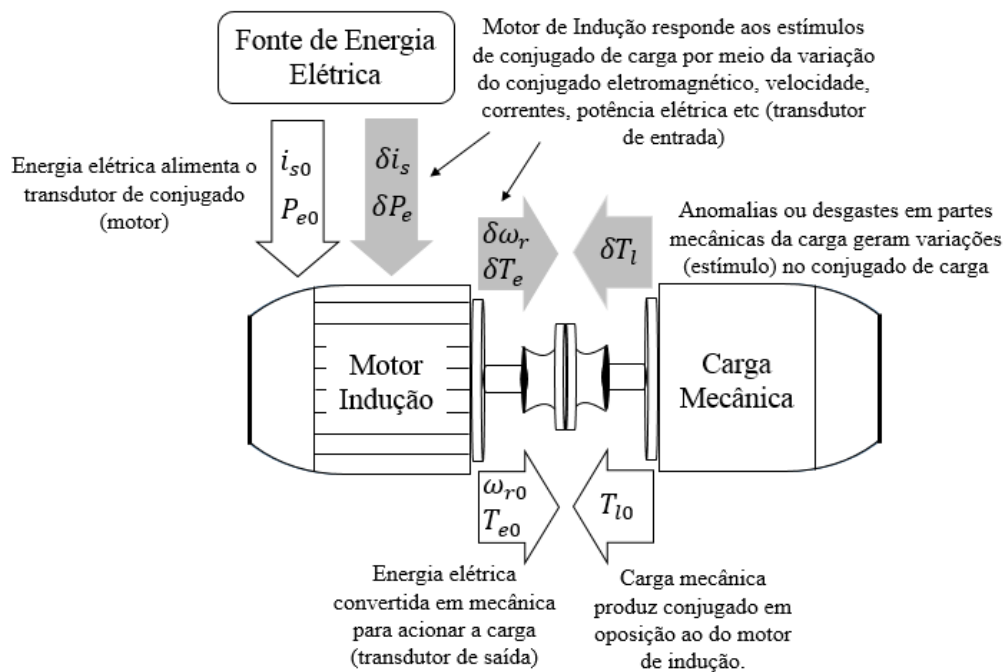 Fonte de Energia
Elétrica
Motor de Indução responde aos estímulos
de conjugado de carga por meio da variação
do conjugado eletromagnético, velocidade,
correntes, potência elétrica etc (transdutor
de entrada)
Energia elétrica alimenta o
transdutor de conjugado
(motor)
i_{s0}
P_{e0}
δi_s
δP_e
δω_r
δT_e
δT_l
Anomalias ou desgastes em partes
mecânicas da carga geram variações
(estímulo) no conjugado de carga
Motor
Indução
Carga
Mecânica
ω_{r0}
T_{e0}
T_{l0}
Energia elétrica
convertida em mecânica
para acionar a carga
(transdutor de saída)
Carga mecânica
produz conjugado em
oposição ao do motor
de indução.